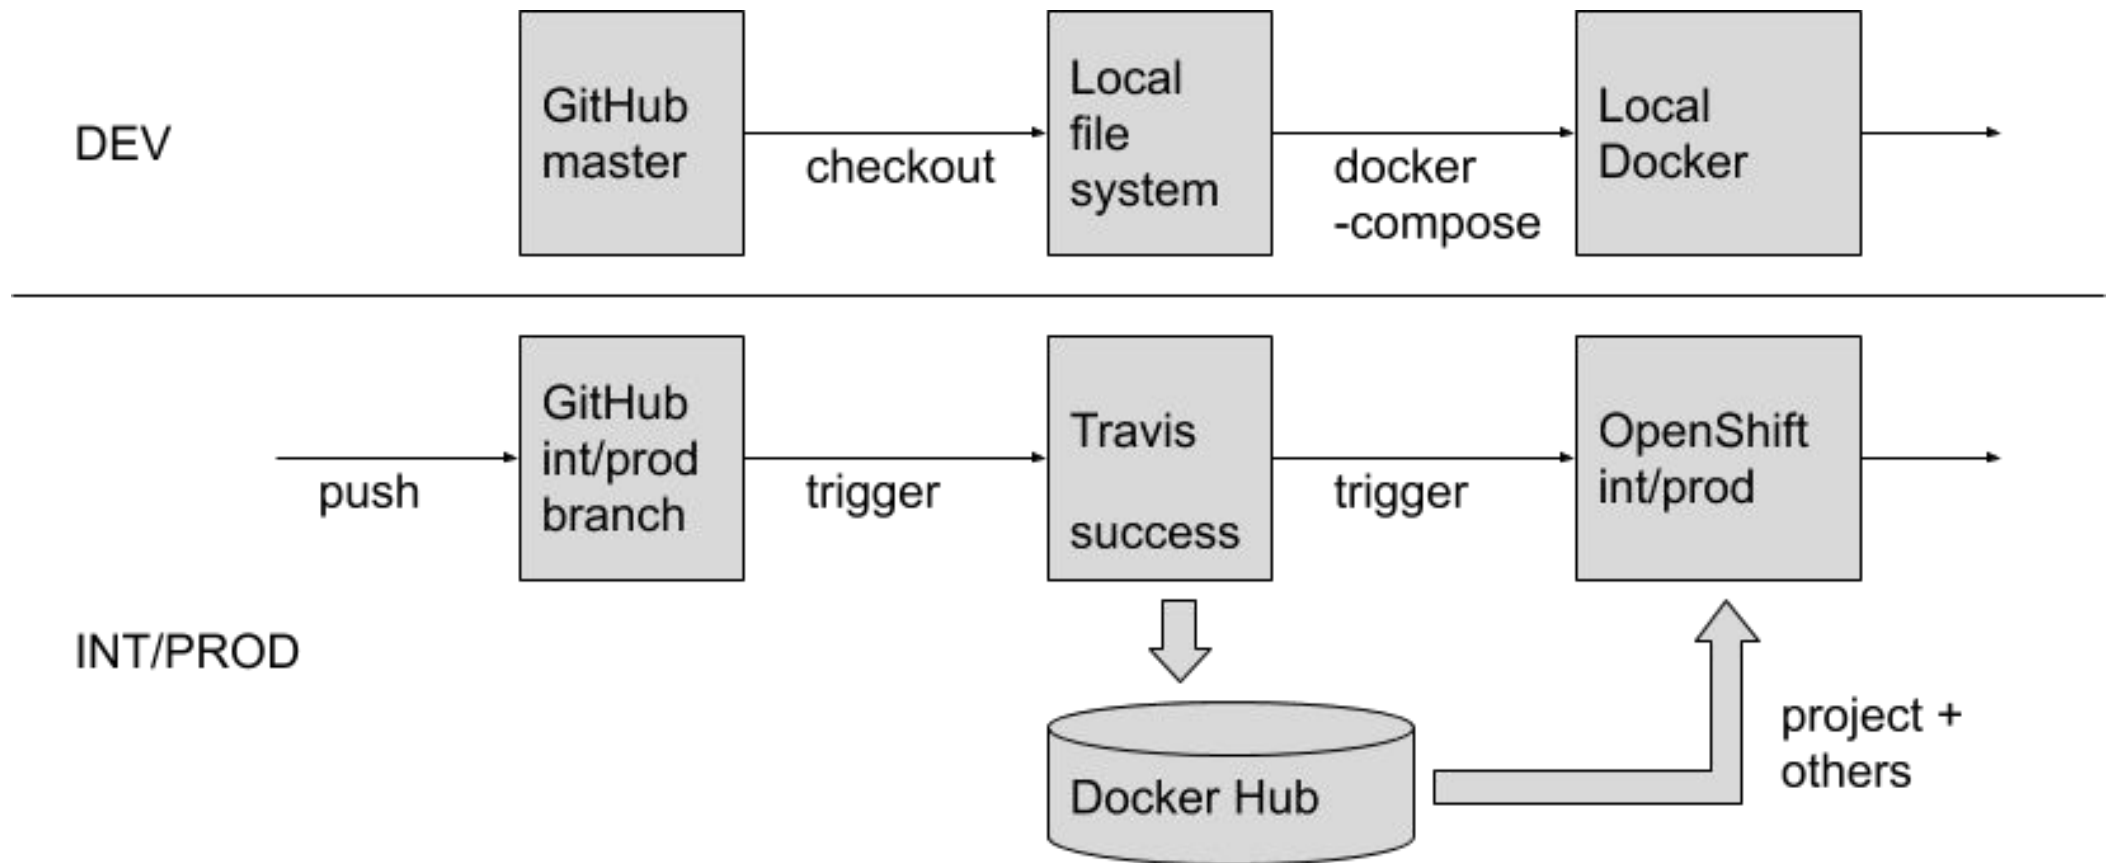 DEV
GitHub
master
checkout
Local
file
system
docker
-compose
Local
Docker
push
GitHub
int/prod
branch
trigger
Travis
success
trigger
OpenShift
int/prod
INT/PROD
Docker Hub
project +
others